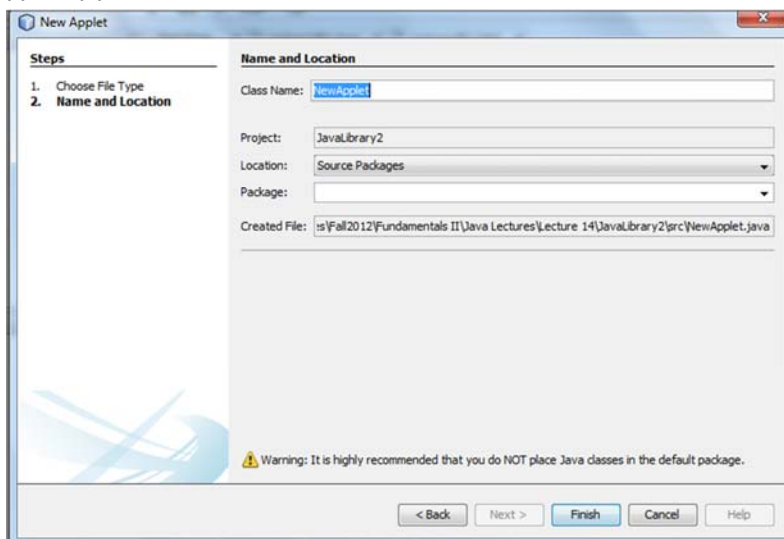 New Applet
Steps
1. Choose File Type
2. Name and Location
Name and Location
Class Name: NewApplet
Project: JavaLibrary2
Location: Source Packages
Package:
Created File: :s\Fall2012\Fundamentals II\Java Lectures\Lecture 14\JavaLibrary2\src\NewApplet.java
Warning: It is highly recommended that you do NOT place Java classes in the default package.
< Back Next > Finish Cancel Help